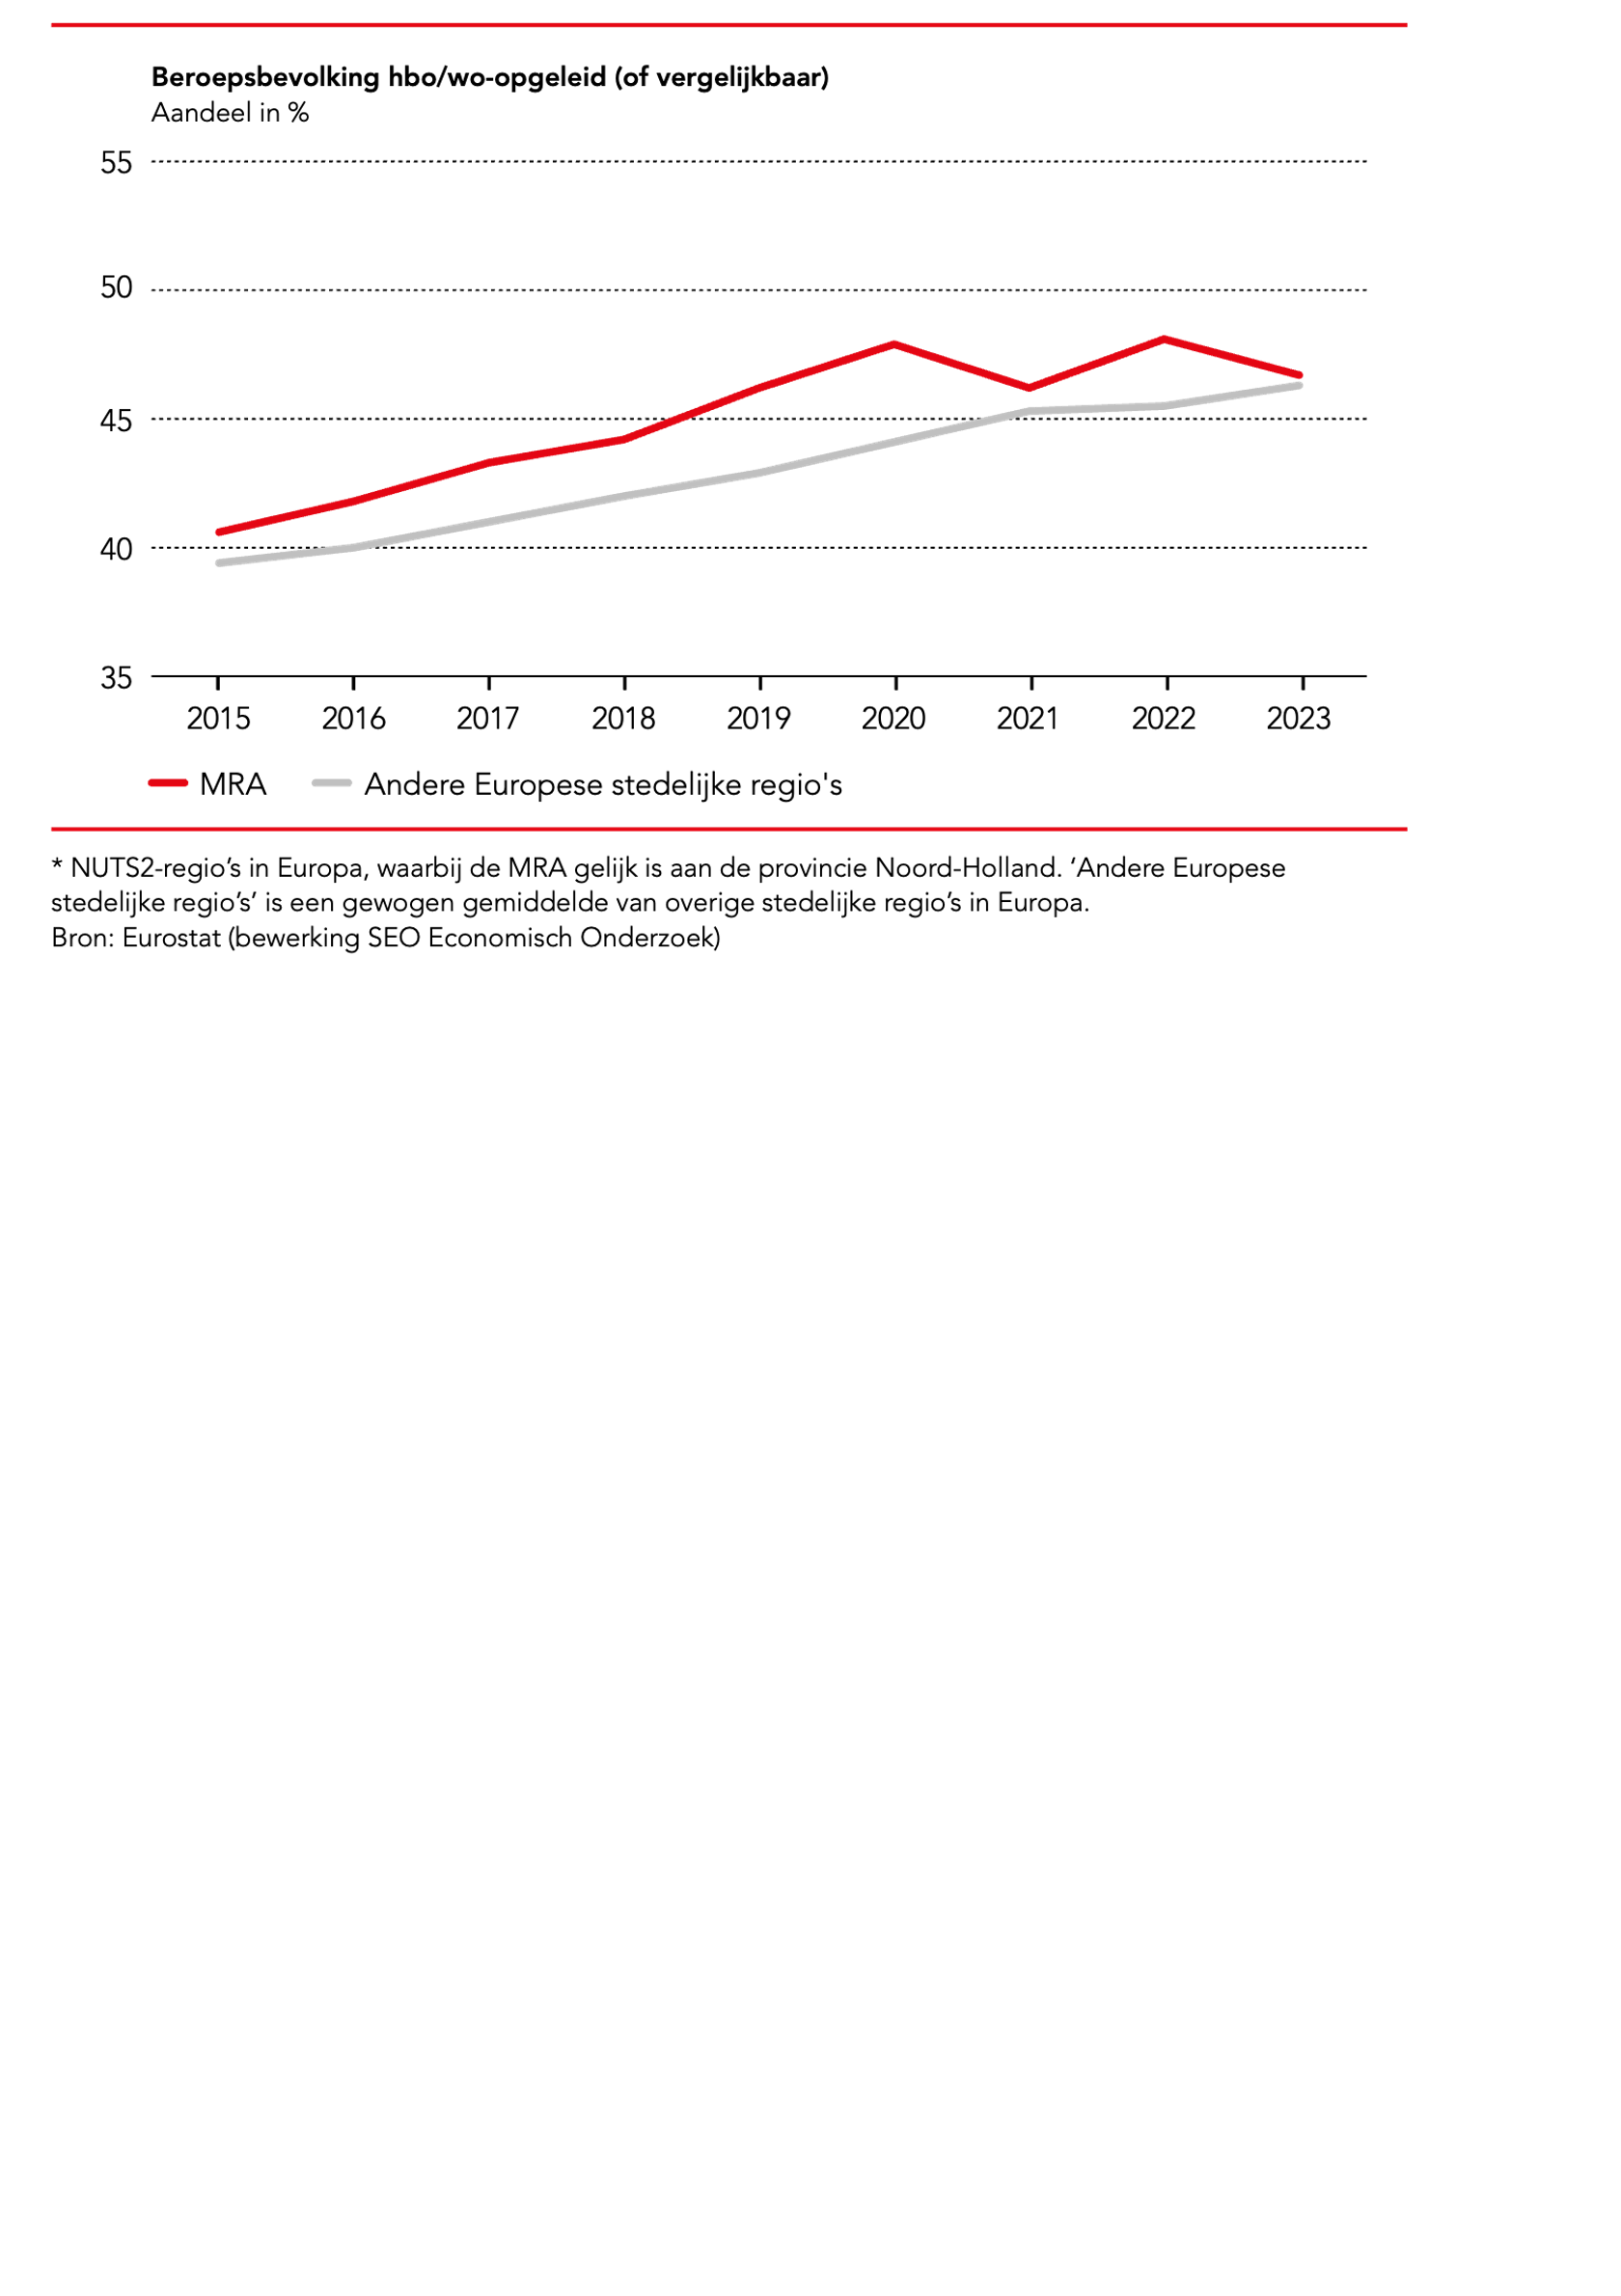 Beroepsbevolking hbo/wo-opgeleid (of vergelijkbaar)
Aandeel in %
55
50
45
40
35
2015 2016 2017 2018 2019 2020 2021 2022 2023
MRA Andere Europese stedelijke regio's
* NUTS2-regio’s in Europa, waarbij de MRA gelijk is aan de provincie Noord-Holland. ‘Andere Europese
stedelijke regio’s’ is een gewogen gemiddelde van overige stedelijke regio’s in Europa.
Bron: Eurostat (bewerking SEO Economisch Onderzoek)